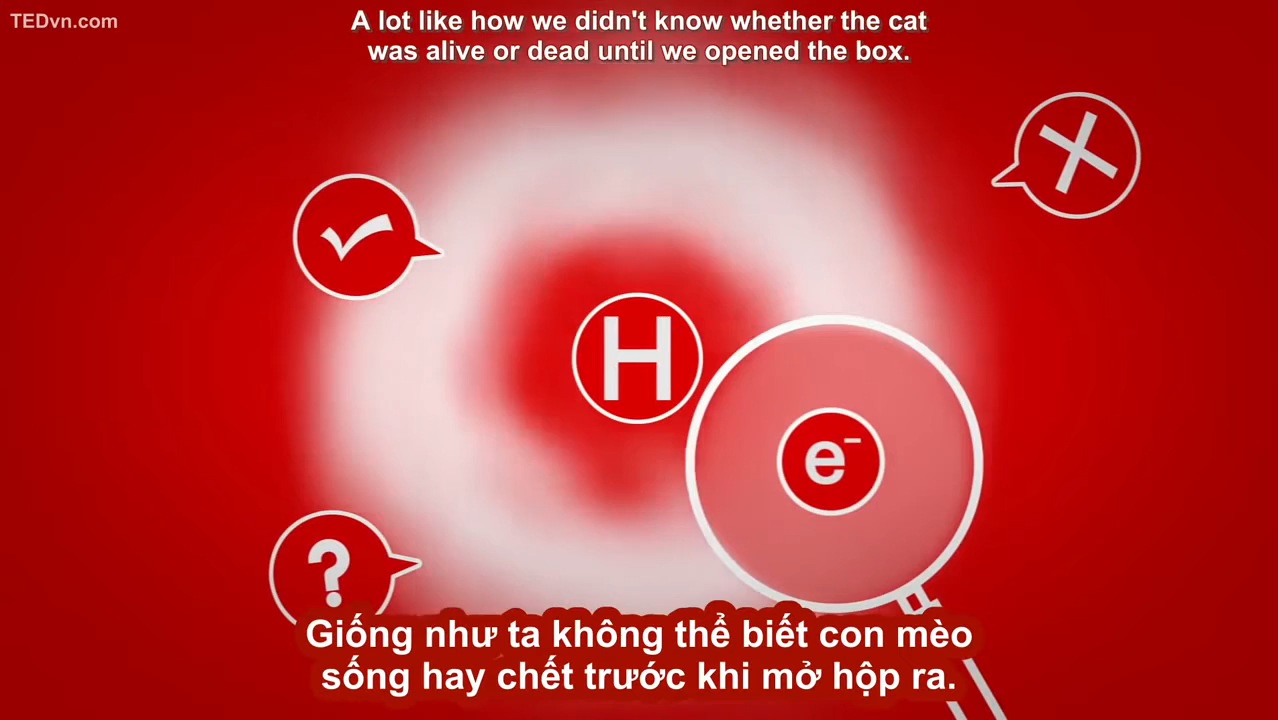 TEDvn.com
A lot like how we didn't know whether the cat
was alive or dead until we opened the box.
H
e⁻
?
Giống như ta không thể biết con mèo
sống hay chết trước khi mở hộp ra.